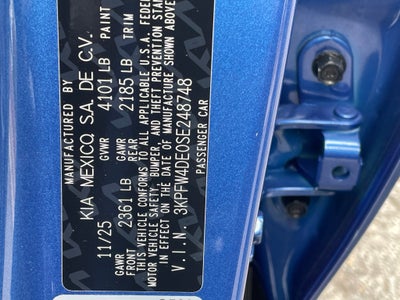 MANUFACTURED BY
KIA MEXICO, S.A. DE C.V.
11/25 GVWR 4101 LB PAINT
GAWR FRONT 2361 LB GAWR REAR 2185 LB TRIM
THIS VEHICLE CONFORMS TO ALL APPLICABLE U.S.A. FEDE
MOTOR VEHICLE SAFETY, BUMPER, AND THEFT PREVENTION STAN
IN EFFECT ON THE DATE OF MANUFACTURE SHOWN ABOVE
V.I.N 3KPFW4DE0SE248748
PASSENGER CAR